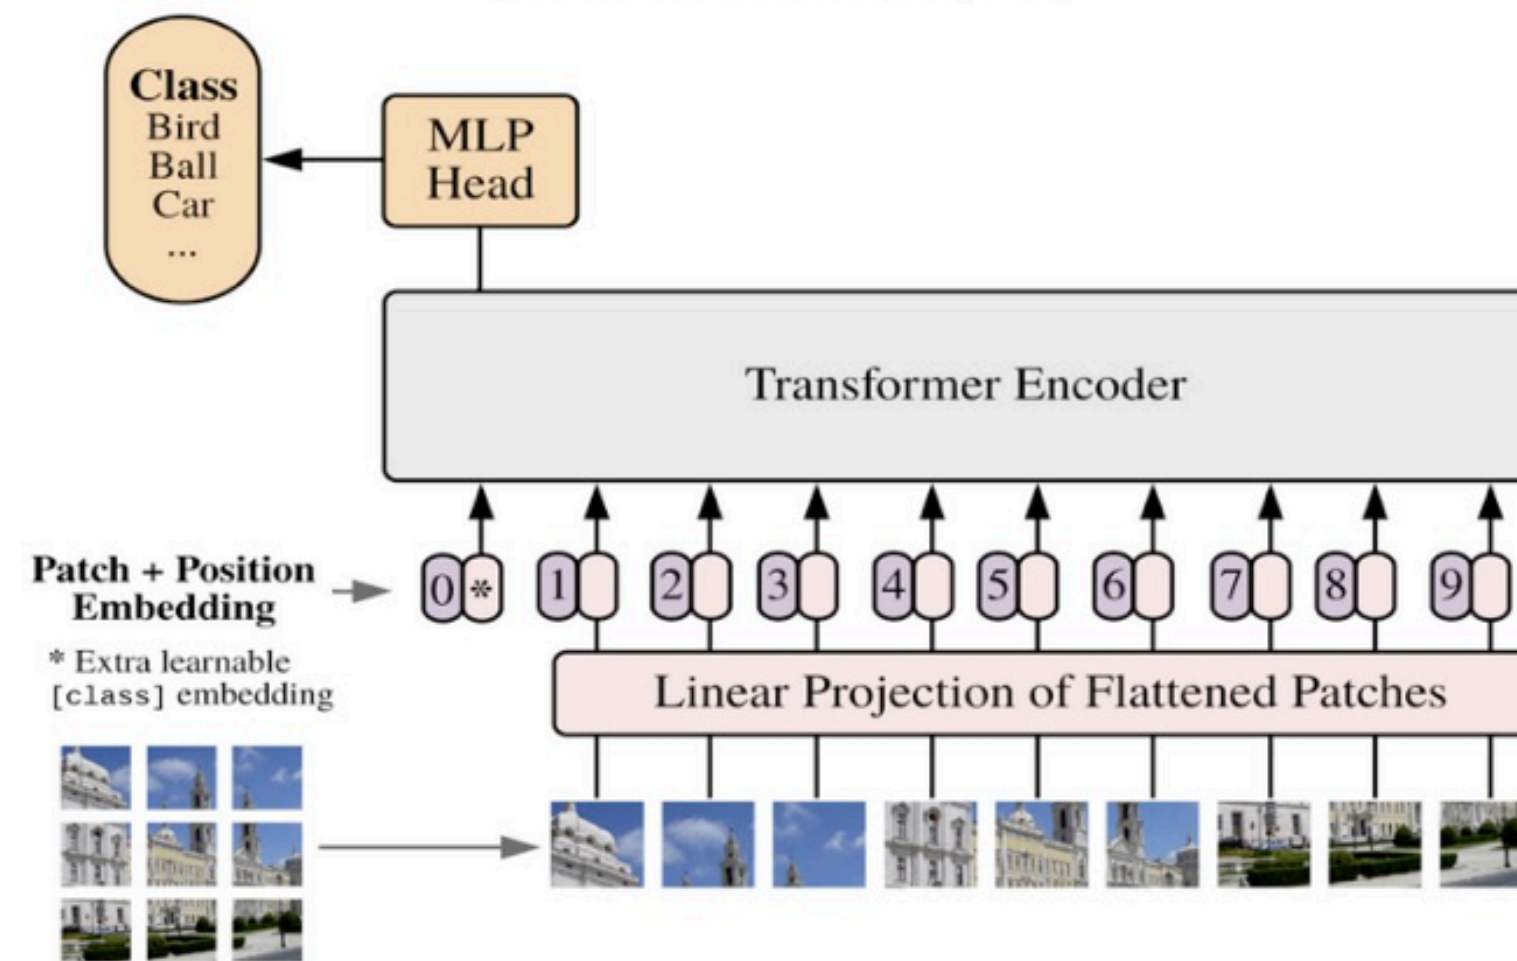 Class
Bird
Ball
Car
...
MLP
Head
Transformer Encoder
Patch + Position
Embedding
0 * 1 2 3 4 5 6 7 8 9
* Extra learnable
[class] embedding
Linear Projection of Flattened Patches